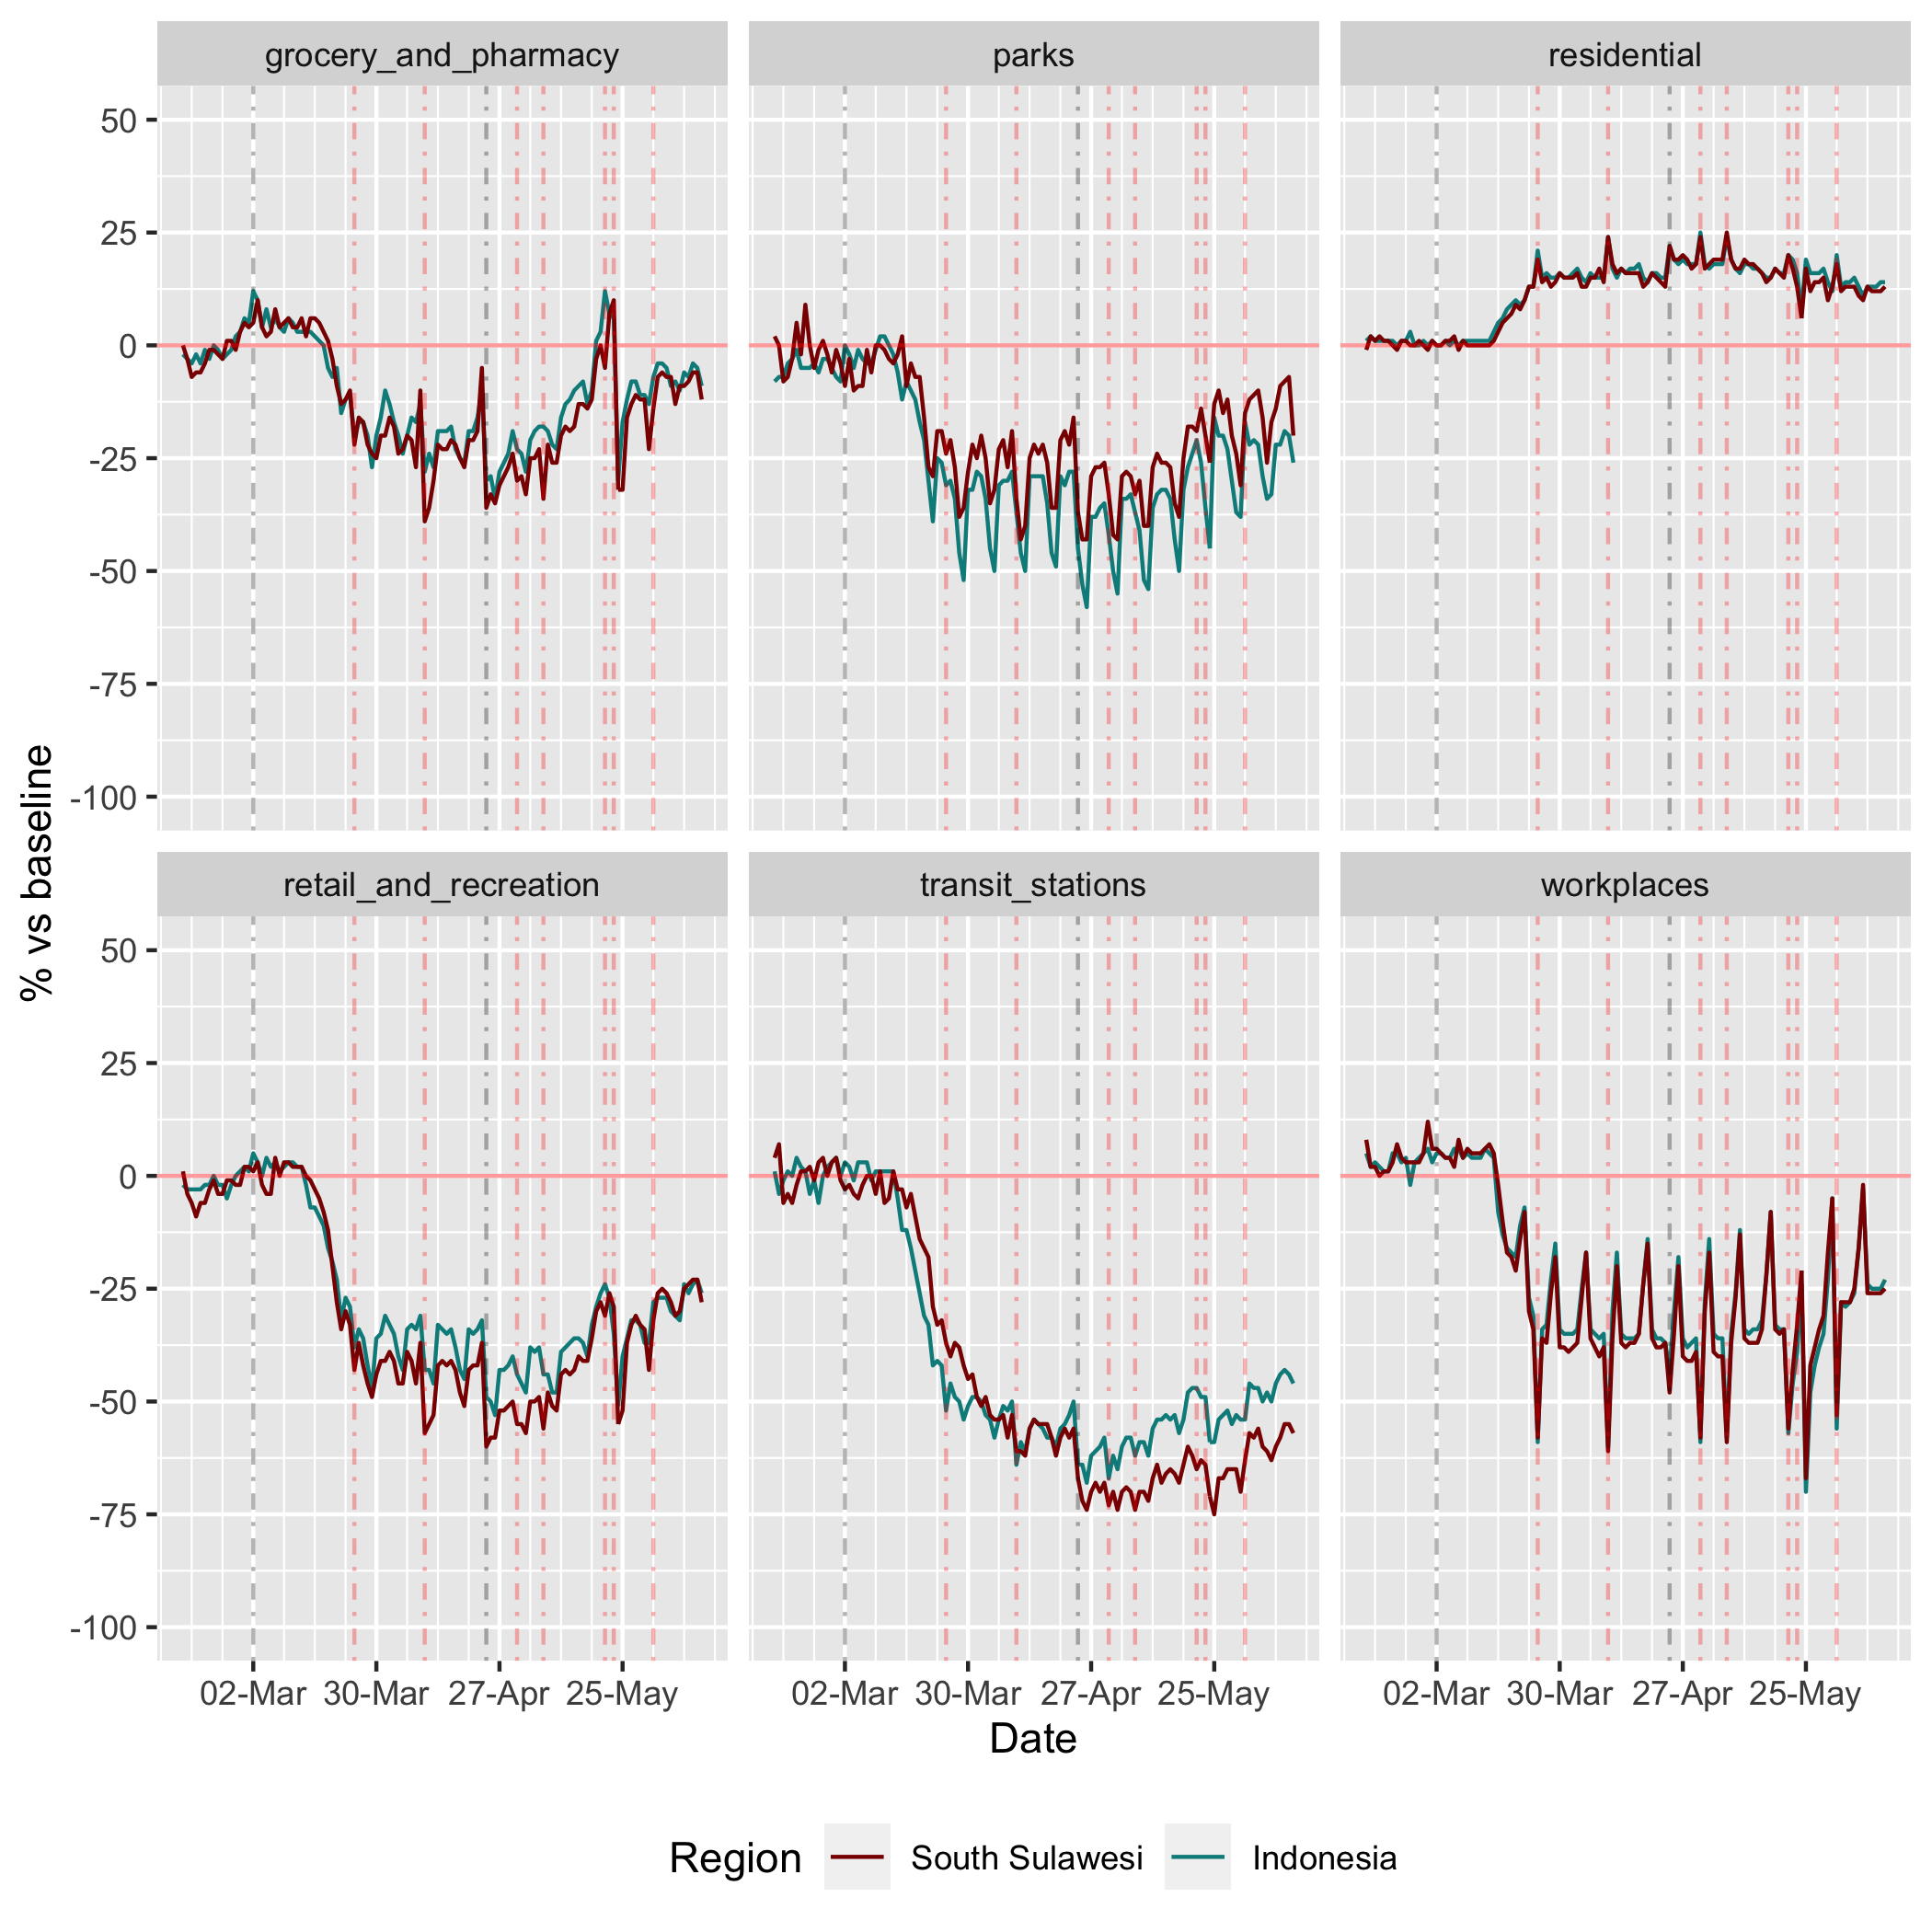 grocery_and_pharmacy parks residential
50
25
0
-25
-50
-75
-100
% vs baseline
retail_and_recreation transit_stations workplaces
50
25
0
-25
-50
-75
-100
02-Mar 30-Mar 27-Apr 25-May 02-Mar 30-Mar 27-Apr 25-May 02-Mar 30-Mar 27-Apr 25-May
Date
Region South Sulawesi Indonesia